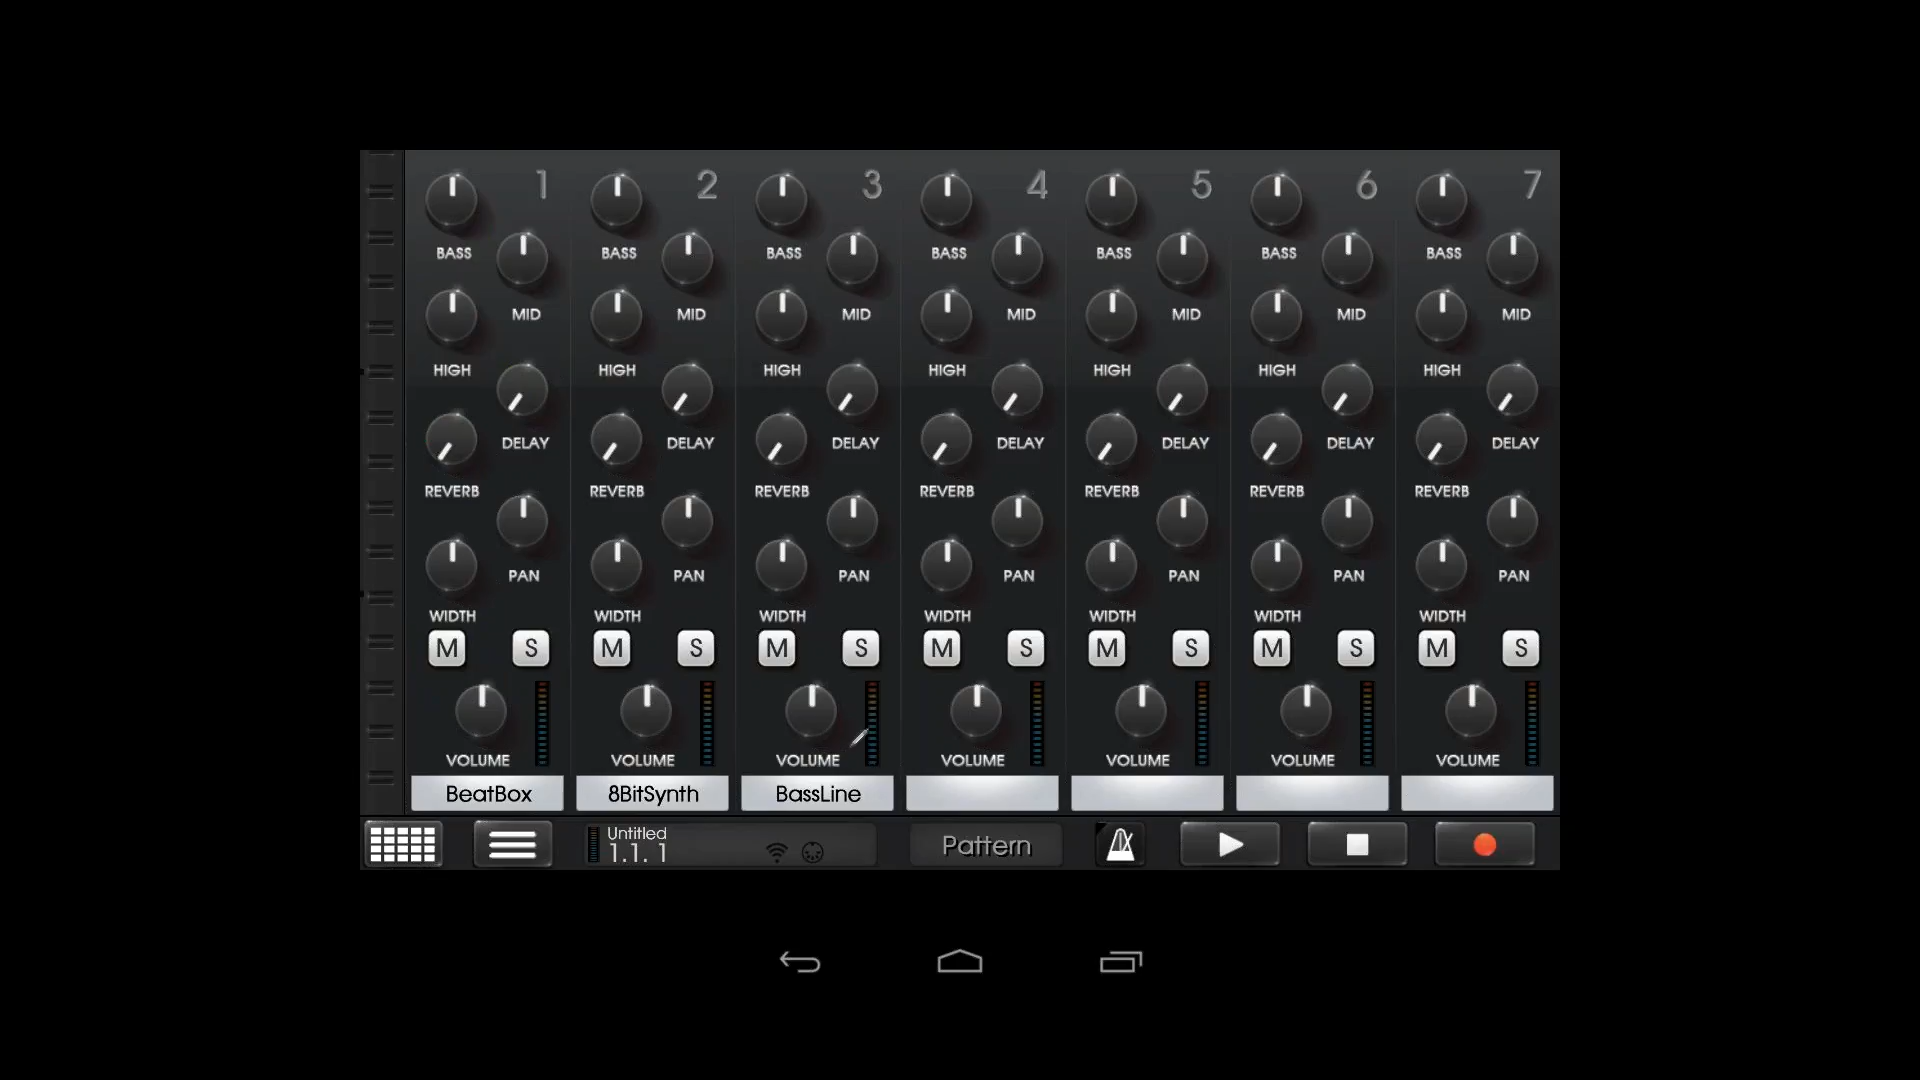 1 2 3 4 5 6 7
BASS BASS BASS BASS BASS BASS BASS
MID MID MID MID MID MID MID
HIGH HIGH HIGH HIGH HIGH HIGH HIGH
DELAY DELAY DELAY DELAY DELAY DELAY DELAY
REVERB REVERB REVERB REVERB REVERB REVERB REVERB
PAN PAN PAN PAN PAN PAN PAN
WIDTH WIDTH WIDTH WIDTH WIDTH WIDTH WIDTH
M S M S M S M S M S M S M S
VOLUME VOLUME VOLUME VOLUME VOLUME VOLUME VOLUME
BeatBox 8BitSynth BassLine
Untitled
1.1. 1 Pattern